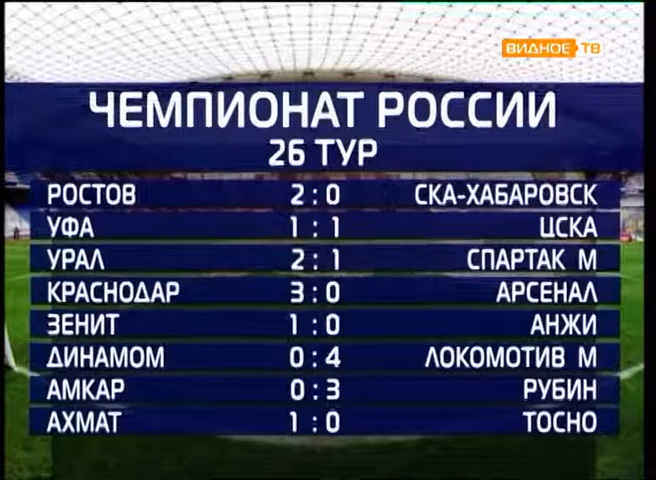 ВИДНОЕ ТВ
ЧЕМПИОНАТ РОССИИ
26 ТУР
РОСТОВ 2:0 СКА-ХАБАРОВСК
УФА 1:1 ЦСКА
УРАЛ 2:1 СПАРТАК М
КРАСНОДАР 3:0 АРСЕНАЛ
ЗЕНИТ 1:0 АНЖИ
ДИНАМОМ 0:4 ЛОКОМОТИВ М
АМКАР 0:3 РУБИН
АХМАТ 1:0 ТОСНО